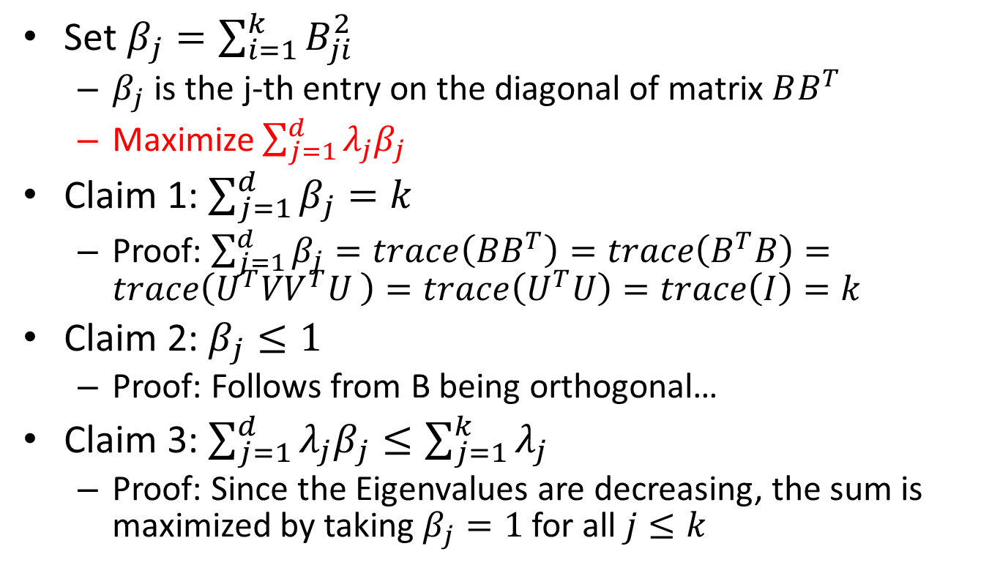 • Set $\beta_j = \sum_{i=1}^{k} B_{ji}^2$
– $\beta_j$ is the j-th entry on the diagonal of matrix $BB^T$
– Maximize $\sum_{j=1}^{d} \lambda_j \beta_j$
• Claim 1: $\sum_{j=1}^{d} \beta_j = k$
– Proof: $\sum_{j=1}^{d} \beta_j = trace(BB^T) = trace(B^T B) =$
$trace(U^T VV^T U) = trace(U^T U) = trace(I) = k$
• Claim 2: $\beta_j \leq 1$
– Proof: Follows from B being orthogonal…
• Claim 3: $\sum_{j=1}^{d} \lambda_j \beta_j \leq \sum_{j=1}^{k} \lambda_j$
– Proof: Since the Eigenvalues are decreasing, the sum is
maximized by taking $\beta_j = 1$ for all $j \leq k$